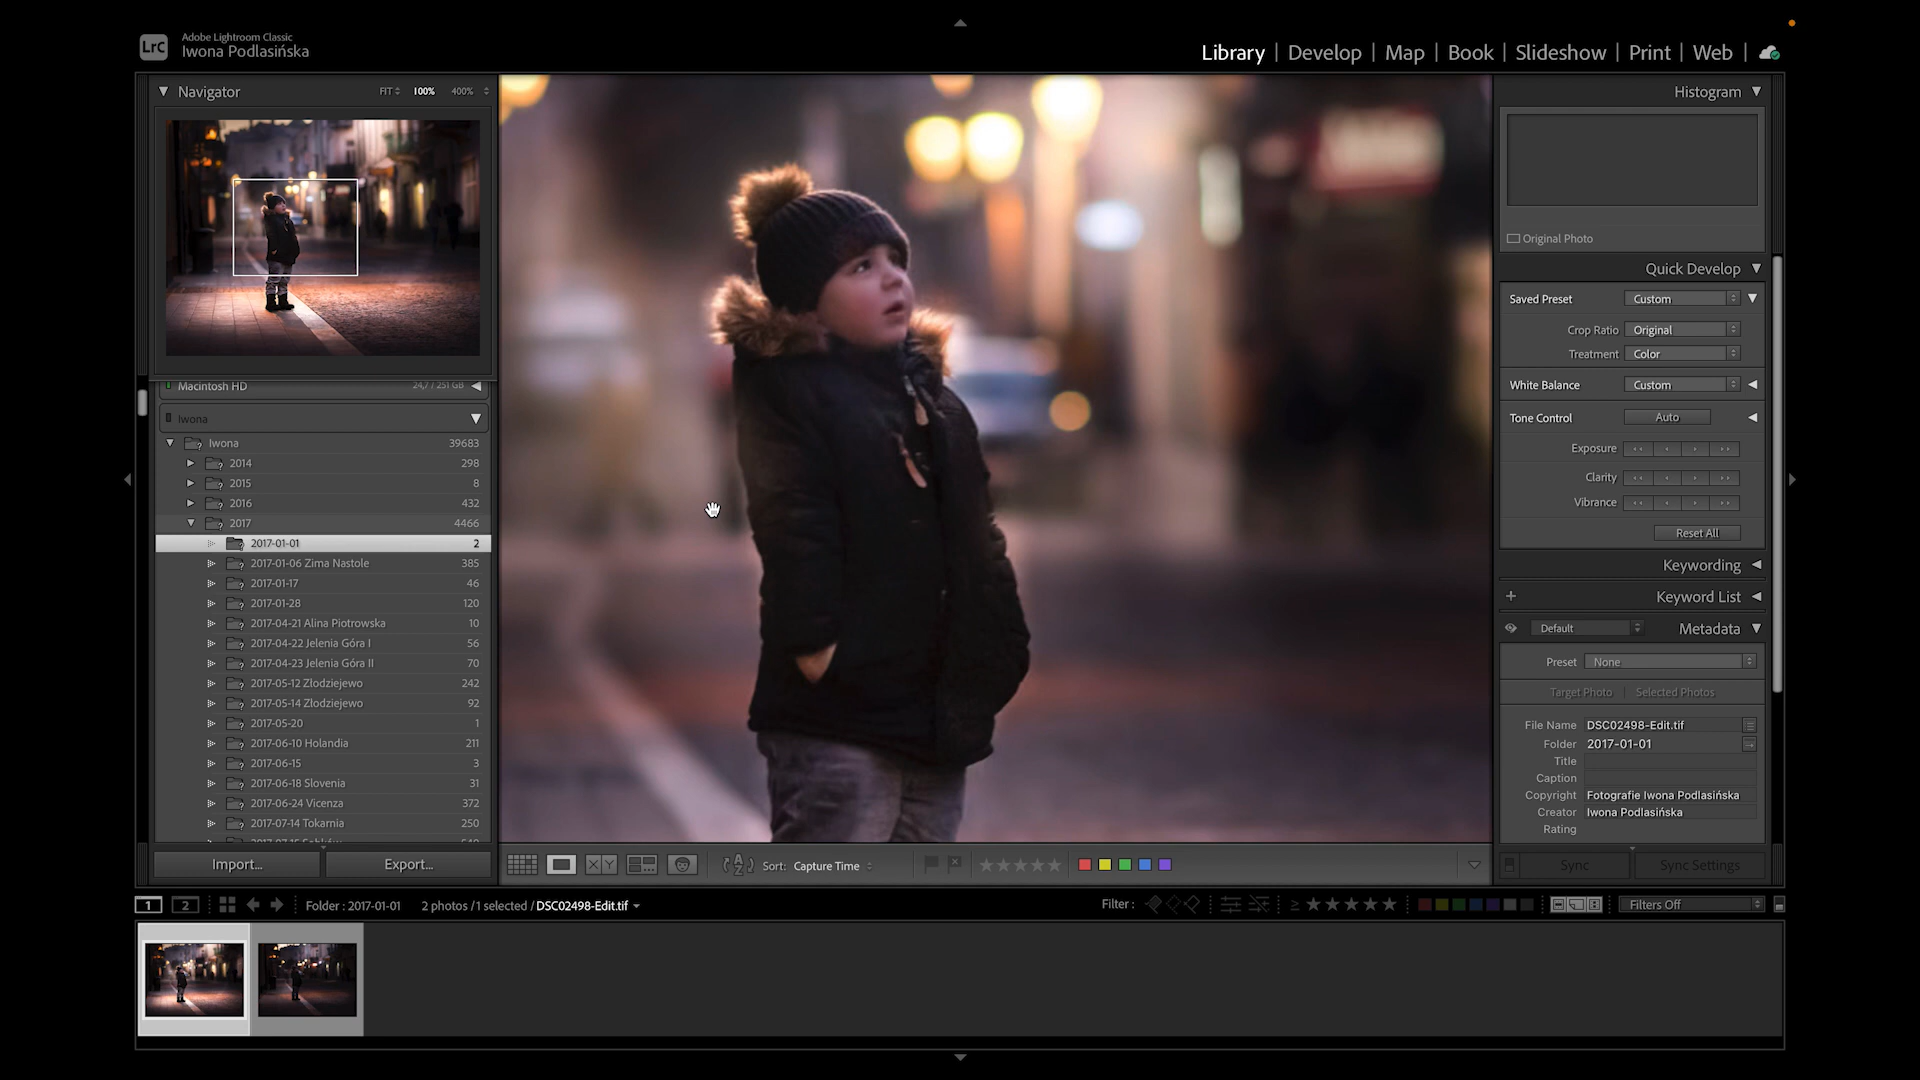 LrC
Adobe Lightroom Classic
Iwona Podlasińska
Library | Develop | Map | Book | Slideshow | Print | Web |
Navigator FIT 100% 400%
Macintosh HD 24,7 / 251 GB
Iwona
Iwona 39683
2014 298
2015 8
2016 432
2017 4466
2017-01-01 2
2017-01-06 Zima Nastole 385
2017-01-17 46
2017-01-28 120
2017-04-21 Alina Piotrowska 10
2017-04-22 Jelenia Góra I 56
2017-04-23 Jelenia Góra II 70
2017-05-12 Złodziejewo 242
2017-05-14 Złodziejewo 92
2017-05-20 1
2017-06-10 Holandia 211
2017-06-15 3
2017-06-18 Slovenia 31
2017-06-24 Vicenza 372
2017-07-14 Tokarnia 250
Import... Export...
Sort: Capture Time
Histogram
Original Photo
Quick Develop
Saved Preset Custom
Crop Ratio Original
Treatment Color
White Balance Custom
Tone Control Auto
Exposure
Clarity
Vibrance
Reset All
Keywording
+ Keyword List
Default Metadata
Preset None
Target Photo | Selected Photos
File Name DSC02498-Edit.tif
Folder 2017-01-01
Title
Caption
Copyright Fotografie Iwona Podlasińska
Creator Iwona Podlasińska
Rating
Sync Sync Settings
1 2 Folder : 2017-01-01 2 photos / 1 selected / DSC02498-Edit.tif
Filter : ≥ Filters Off